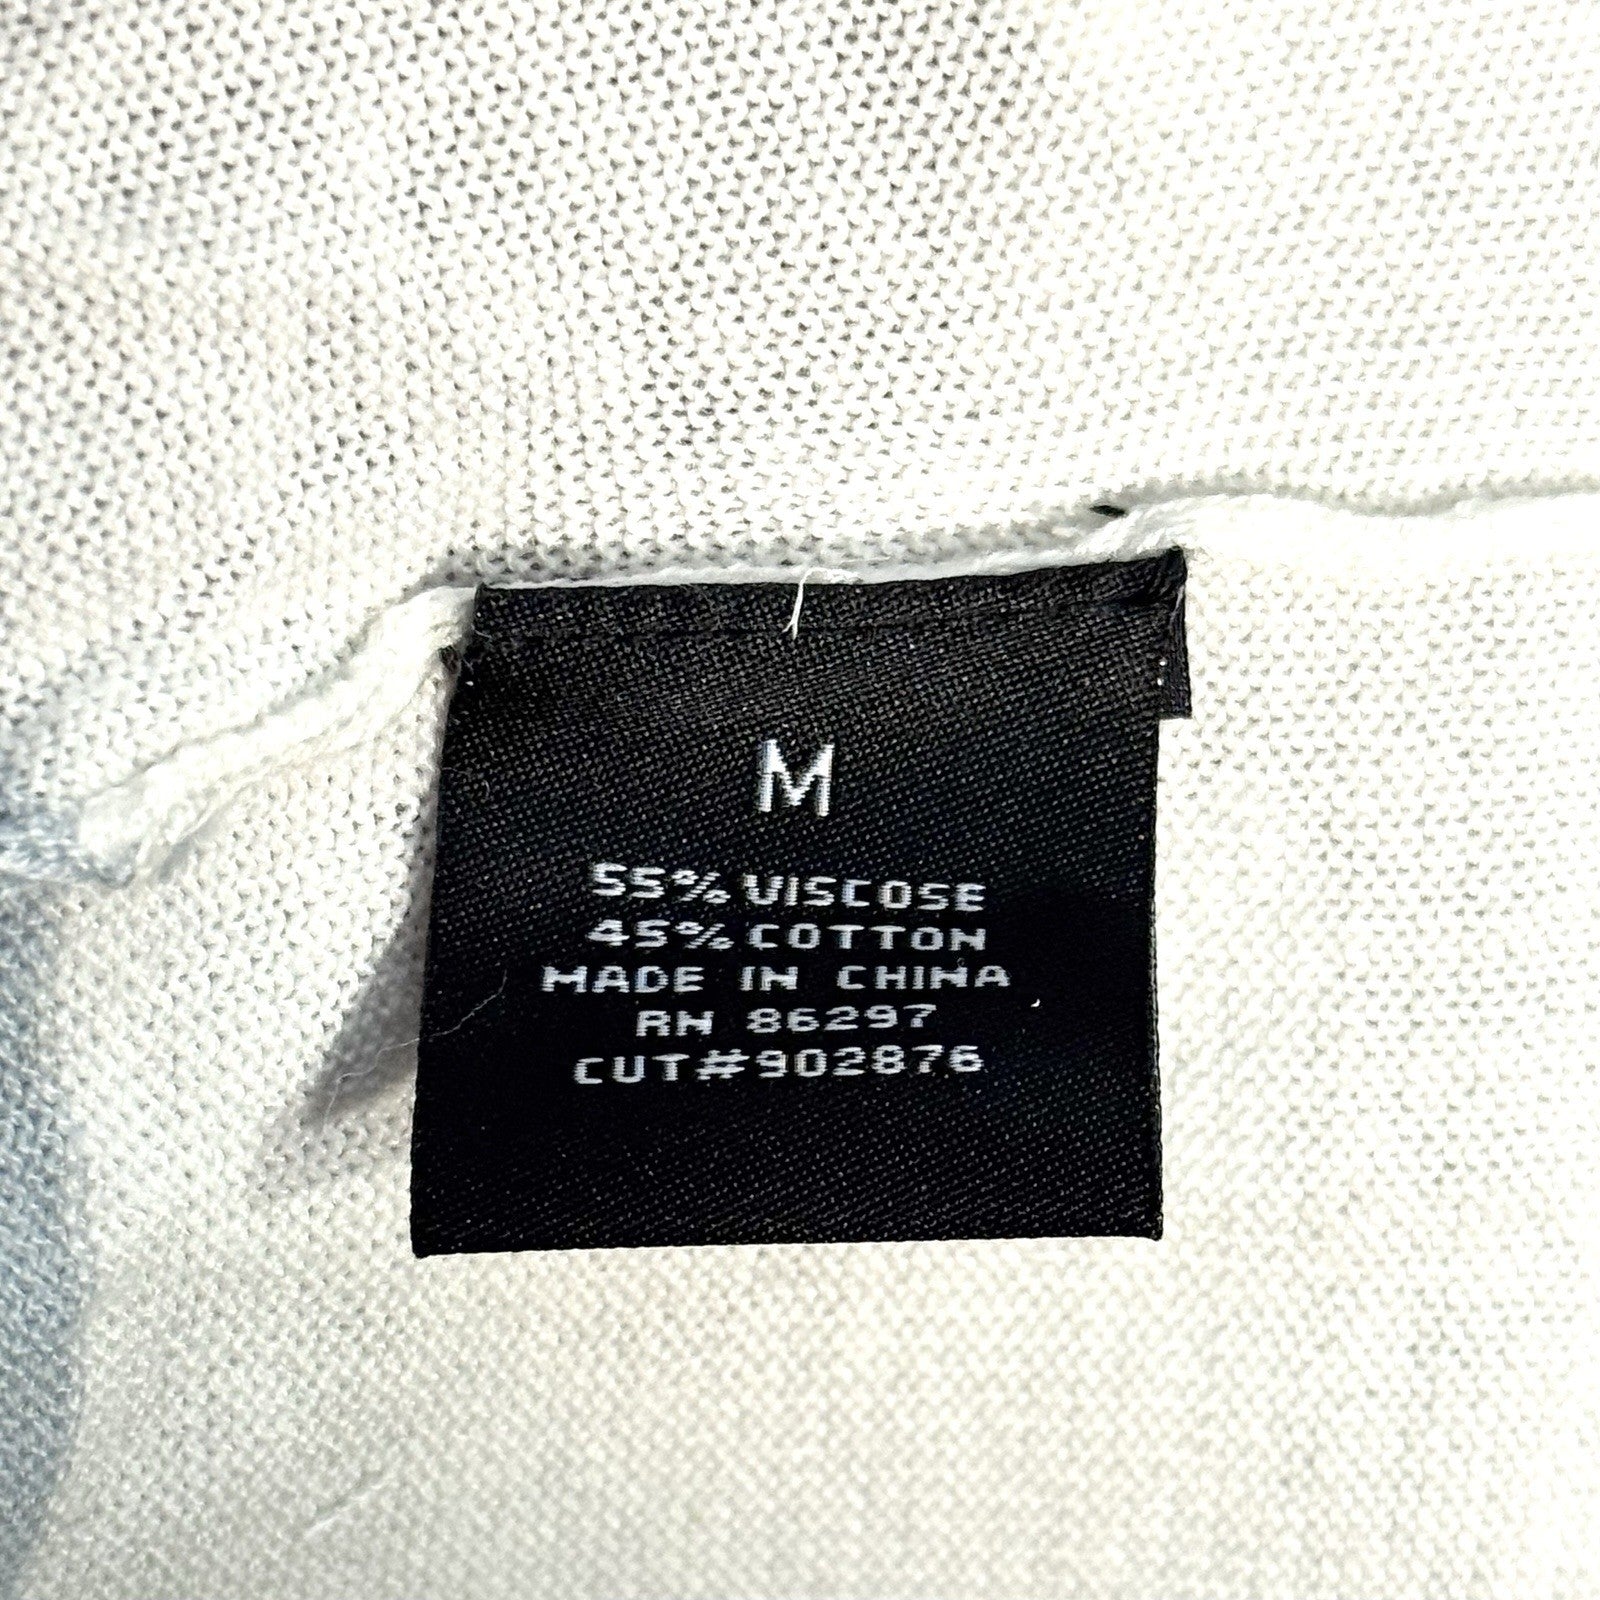 M
55% VISCOSE
45% COTTON
MADE IN CHINA
RN 86297
CUT#902876